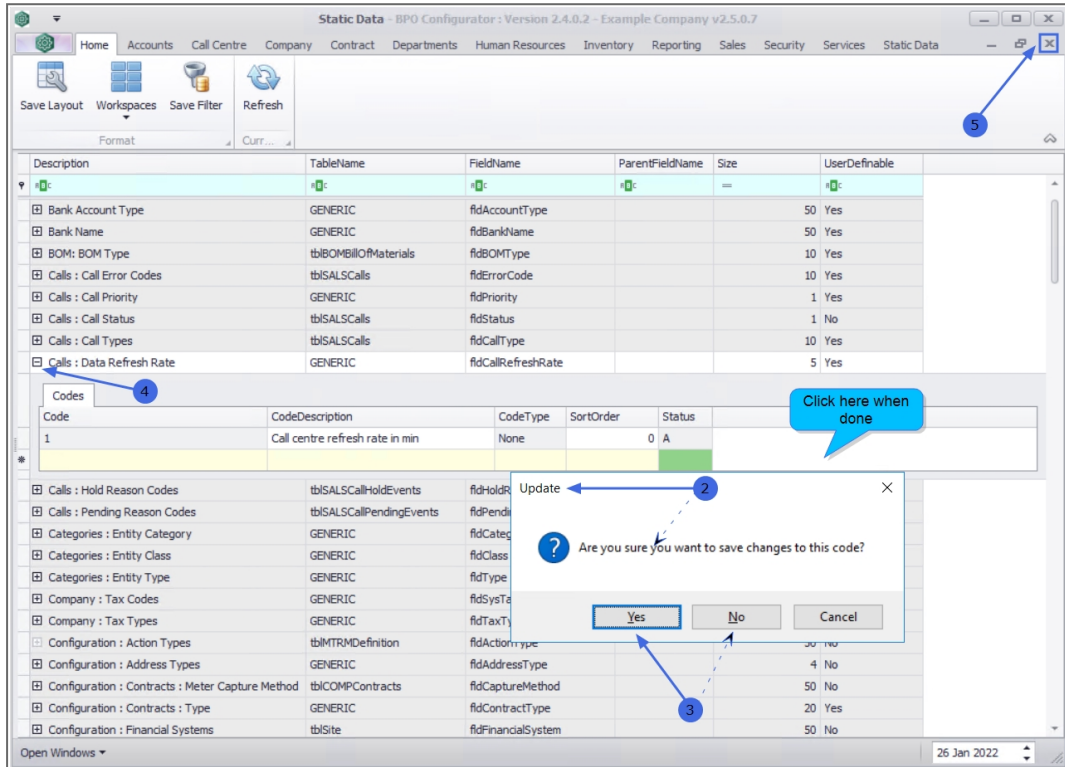 Static Data - BPO Configurator : Version 2.4.0.2 - Example Company v2.5.0.7
Home Accounts Call Centre Company Contract Departments Human Resources Inventory Reporting Sales Security Services Static Data
Save Layout Workspaces Save Filter Refresh
5
Format Curr...
Description TableName FieldName ParentFieldName Size UserDefinable
Bank Account Type GENERIC fldAccountType 50 Yes
Bank Name GENERIC fldBankName 50 Yes
BOM: BOM Type tblBOMBillOfMaterials fldBOMType 10 Yes
Calls : Call Error Codes tblSALSCalls fldErrorCode 10 Yes
Calls : Call Priority GENERIC fldPriority 1 Yes
Calls : Call Status tblSALSCalls fldStatus 1 No
Calls : Call Types tblSALSCalls fldCallType 10 Yes
Calls : Data Refresh Rate GENERIC fldCallRefreshRate 5 Yes
4
Codes
Click here when
done
Code CodeDescription CodeType SortOrder Status
1 Call centre refresh rate in min None 0 A
Calls : Hold Reason Codes tblSALSCallHoldEvents fldHoldR
Calls : Pending Reason Codes tblSALSCallPendingEvents fldPendi
Categories : Entity Category GENERIC fldCateg
Categories : Entity Class GENERIC fldClass
Categories : Entity Type GENERIC fldType
Company : Tax Codes GENERIC fldSysTa
Company : Tax Types GENERIC fldTaxTy
Update
2
Are you sure you want to save changes to this code?
Yes No Cancel
Configuration : Action Types tblMTRMDefinition fldActionType 50 No
Configuration : Address Types GENERIC fldAddressType 4 No
Configuration : Contracts : Meter Capture Method tblCOMPContracts fldCaptureMethod 50 No
Configuration : Contracts : Type GENERIC fldContractType 20 Yes
3
Configuration : Financial Systems tblSite fldFinancialSystem 50 No
Open Windows 26 Jan 2022